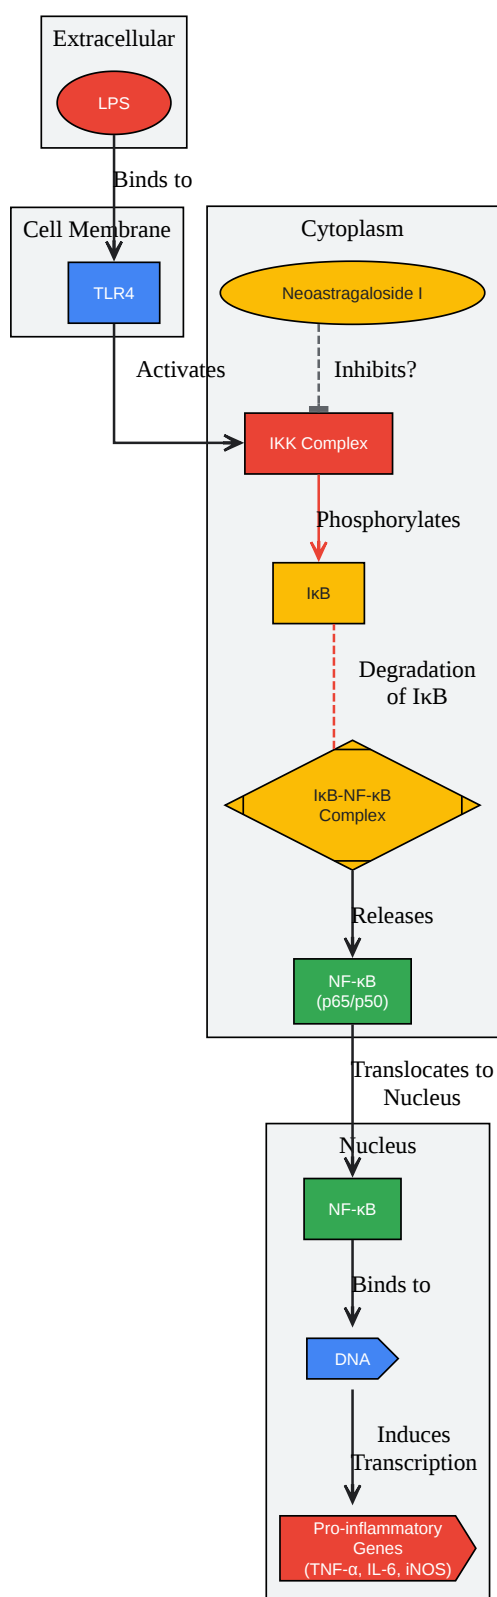 Extracellular
LPS
Binds to
Cell Membrane
TLR4
Cytoplasm
Neoastragaloside I
Activates
Inhibits?
IKK Complex
Phosphorylates
IκB
Degradation
of IκB
IκB-NF-κB
Complex
Releases
NF-κB
(p65/p50)
Translocates to
Nucleus
Nucleus
NF-κB
Binds to
DNA
Induces
Transcription
Pro-inflammatory
Genes
(TNF-α, IL-6, iNOS)